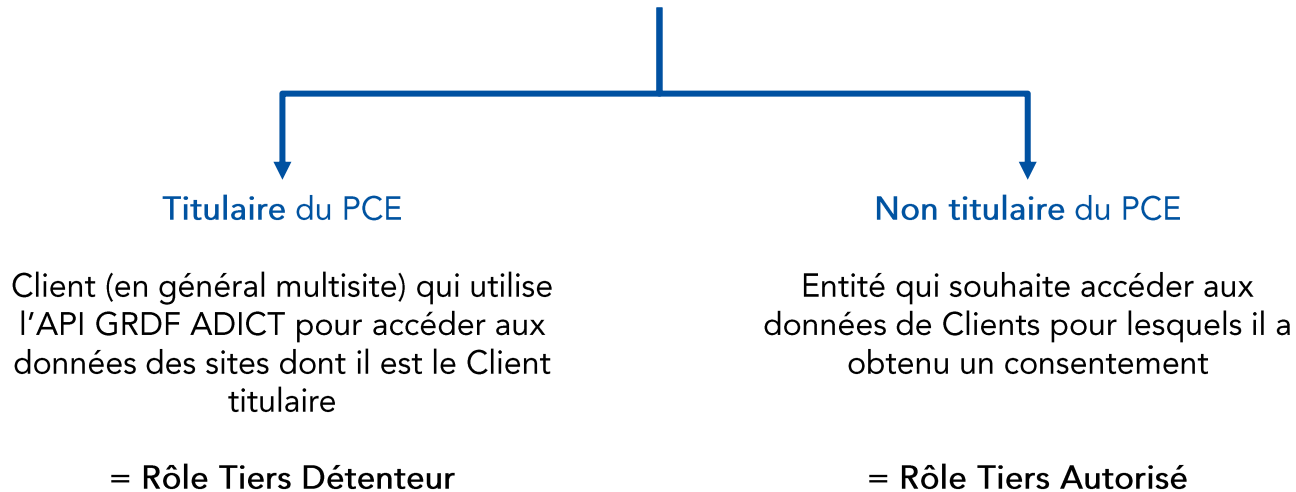 Titulaire du PCE
Client (en général multisite) qui utilise
l'API GRDF ADICT pour accéder aux
données des sites dont il est le Client
titulaire
= Rôle Tiers Détenteur
Non titulaire du PCE
Entité qui souhaite accéder aux
données de Clients pour lesquels il a
obtenu un consentement
= Rôle Tiers Autorisé